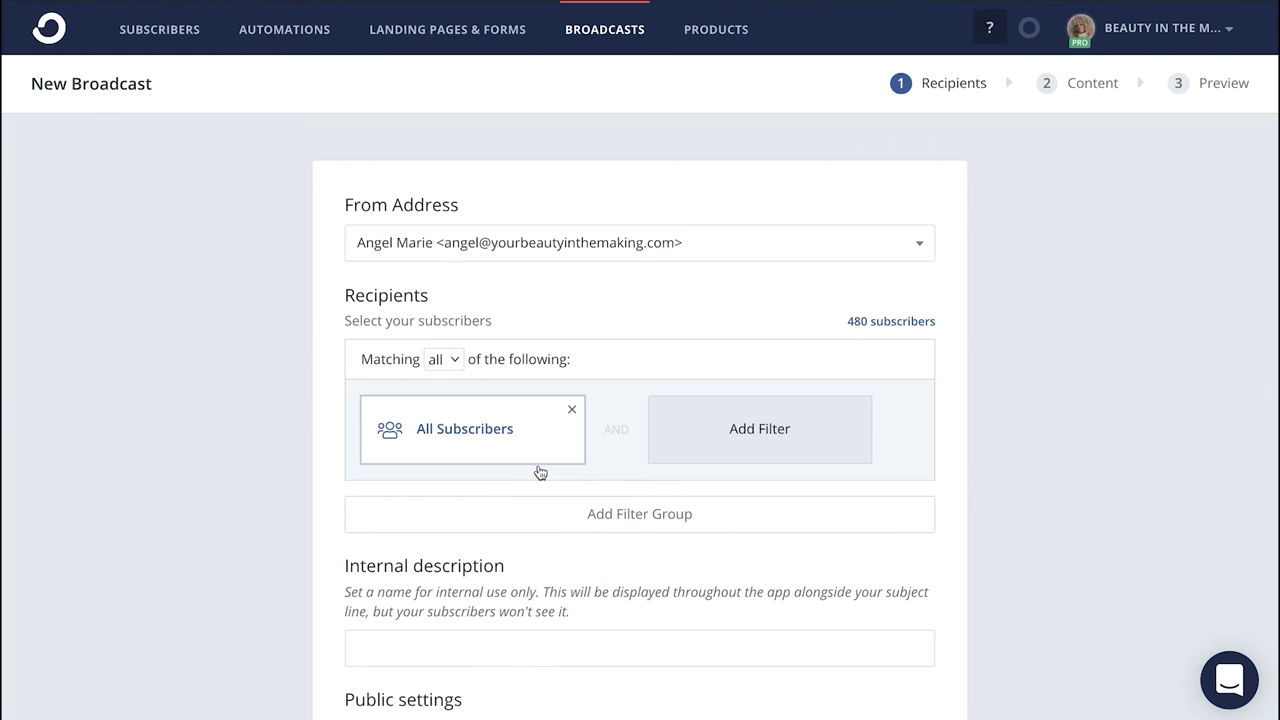 SUBSCRIBERS AUTOMATIONS LANDING PAGES & FORMS BROADCASTS PRODUCTS ? BEAUTY IN THE M...
PRO
New Broadcast 1 Recipients 2 Content 3 Preview
From Address
Angel Marie <angel@yourbeautyinthemaking.com>
Recipients
Select your subscribers 480 subscribers
Matching all of the following:
All Subscribers AND Add Filter
Add Filter Group
Internal description
Set a name for internal use only. This will be displayed throughout the app alongside your subject
line, but your subscribers won't see it.
Public settings